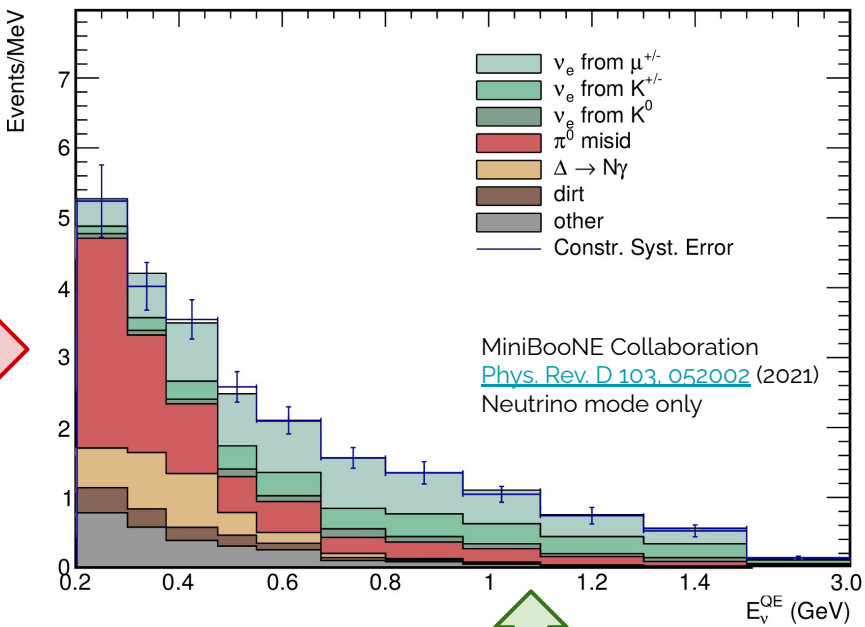 Events/MeV
7
6
5
4
3
2
1
0
νe from μ+/-
νe from K+/-
νe from K0
π0 misid
Δ → Nγ
dirt
other
Constr. Syst. Error
MiniBooNE Collaboration
Phys. Rev. D 103, 052002 (2021)
Neutrino mode only
0.2 0.4 0.6 0.8 1 1.2 1.4 3.0
EνQE (GeV)